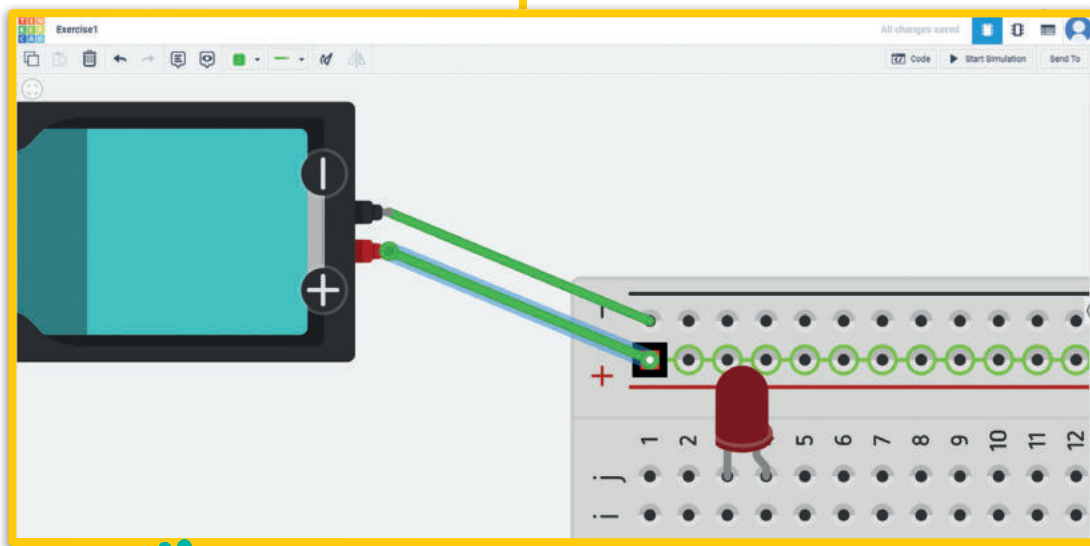 TIN
KER
CAD
Exercise1
All changes saved
Code
Start Simulation
Send To
−
+
−
+
1 2 5 6 7 8 9 10 11 12
j
i